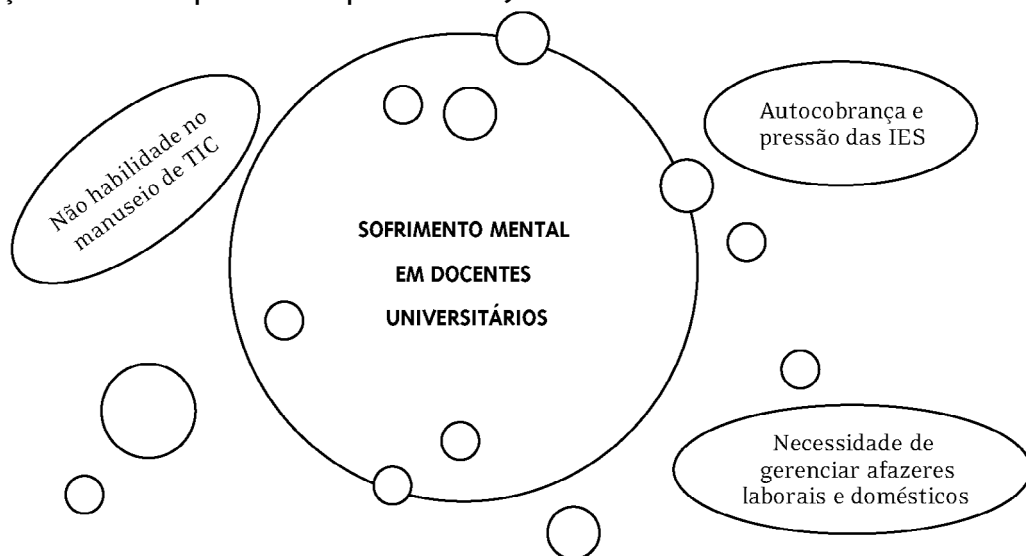 Não habilidade no
manuseio de TIC
Autocobrança e
pressão das IES
SOFRIMENTO MENTAL
EM DOCENTES
UNIVERSITÁRIOS
Necessidade de
gerenciar afazeres
laborais e domésticos